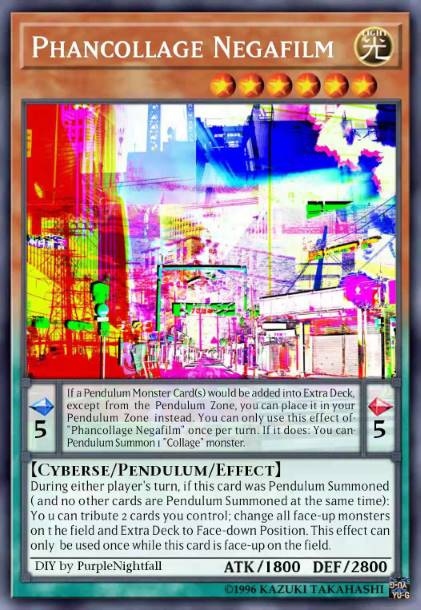 PHANCOLLAGE NEGAFILM
LIGHT
光
If a Pendulum Monster Card(s) would be added into Extra Deck,
except from the Pendulum Zone, you can place it in your
Pendulum Zone instead. You can only use this effect of
"Phancollage Negafilm" once per turn. If it does: You can
Pendulum Summon 1 "Collage" monster.
5
5
【CYBERSE/PENDULUM/EFFECT】
During either player's turn, if this card was Pendulum Summoned
( and no other cards are Pendulum Summoned at the same time):
You u can tribute 2 cards you control; change all face-up monsters
on t he field and Extra Deck to Face-down Position. This effect can
only be used once while this card is face-up on the field.
DIY by PurpleNightfall
ATK/1800 DEF/2800
©1996 KAZUKI TAKAHASHI